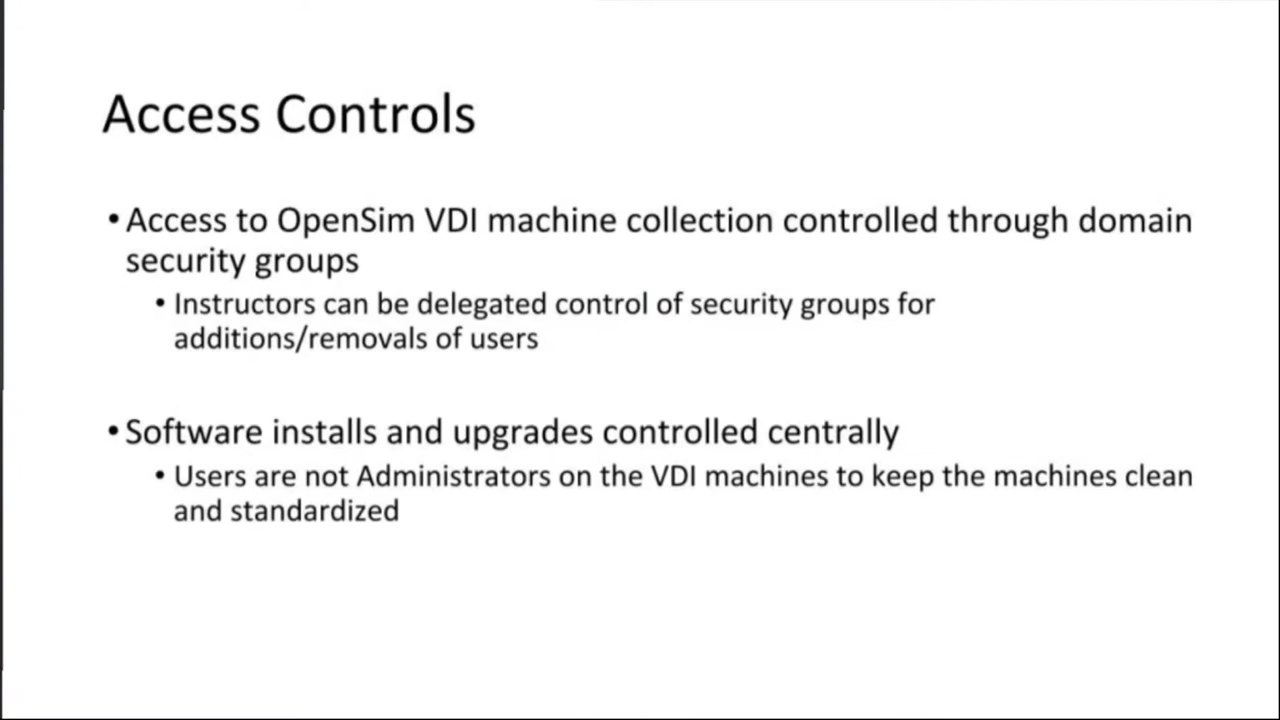 Access Controls
•Access to OpenSim VDI machine collection controlled through domain
security groups
• Instructors can be delegated control of security groups for
additions/removals of users
•Software installs and upgrades controlled centrally
• Users are not Administrators on the VDI machines to keep the machines clean
and standardized